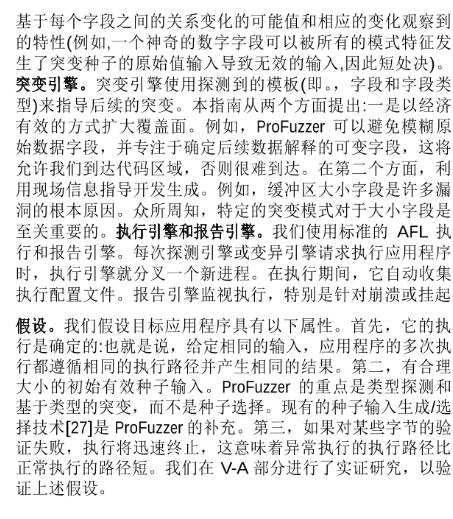 基于每个字段之间的关系变化的可能值和相应的变化观察到
的特性(例如,一个神奇的数字字段可以被所有的模式特征发
生了突变种子的原始值输入导致无效的输入,因此短处决)。
突变引擎。突变引擎使用探测到的模板(即。，字段和字段类
型)来指导后续的突变。本指南从两个方面提出:一是以经济
有效的方式扩大覆盖面。例如，ProFuzzer 可以避免模糊原
始数据字段，并专注于确定后续数据解释的可变字段，这将
允许我们到达代码区域，否则很难到达。在第二个方面，利
用现场信息指导开发生成。例如，缓冲区大小字段是许多漏
洞的根本原因。众所周知，特定的突变模式对于大小字段是
至关重要的。执行引擎和报告引擎。我们使用标准的 AFL 执
行和报告引擎。每次探测引擎或变异引擎请求执行应用程序
时，执行引擎就分叉一个新进程。在执行期间，它自动收集
执行配置文件。报告引擎监视执行，特别是针对崩溃或挂起
假设。我们假设目标应用程序具有以下属性。首先，它的执
行是确定的:也就是说，给定相同的输入，应用程序的多次执
行都遵循相同的执行路径并产生相同的结果。第二，有合理
大小的初始有效种子输入。ProFuzzer 的重点是类型探测和
基于类型的突变，而不是种子选择。现有的种子输入生成/选
择技术[27]是 ProFuzzer 的补充。第三，如果对某些字节的验
证失败，执行将迅速终止，这意味着异常执行的执行路径比
正常执行的路径短。我们在 V-A 部分进行了实证研究，以验
证上述假设。